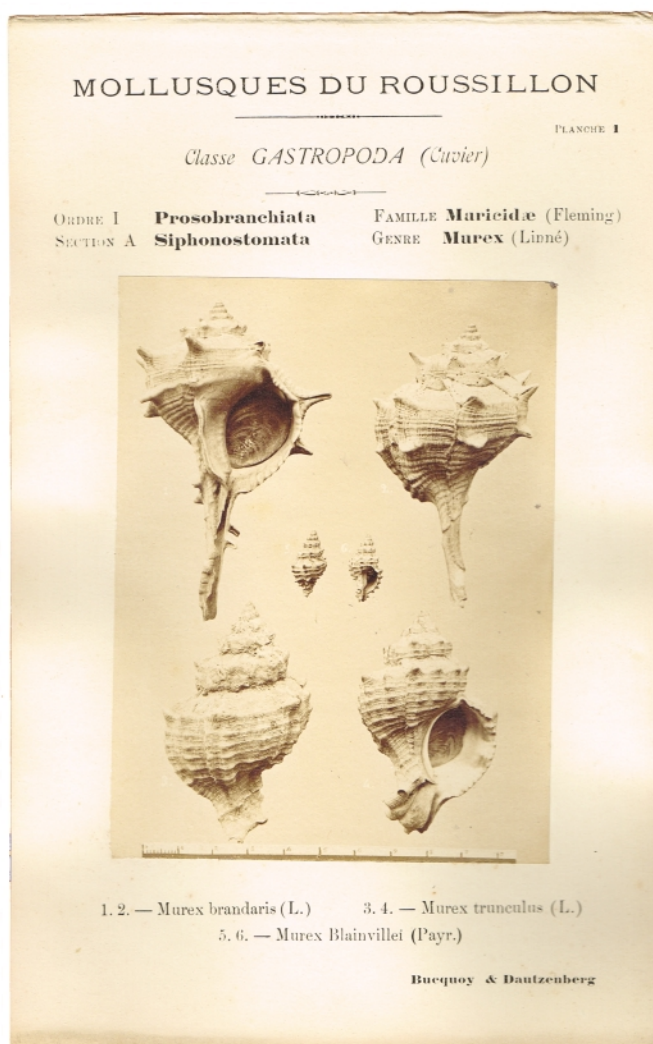 MOLLUSQUES DU ROUSSILLON
PLANCHE 1
Classe GASTROPODA (Cuvier)
ORDRE I Prosobranchiata FAMILLE Maricidæ (Fleming)
SECTION A Siphonostomata GENRE Murex (Linné)
1. 2. — Murex brandaris (L.) 3. 4. — Murex trunculus (L.)
5. 6. — Murex Blainvillei (Payr.)
Bucquoy & Dautzenberg